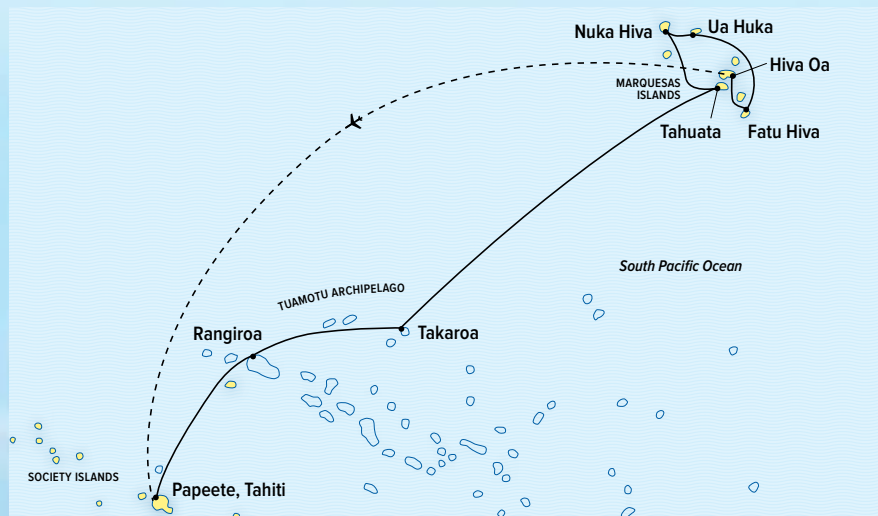 Nuka Hiva
Ua Huka
Hiva Oa
MARQUESAS
ISLANDS
Tahuata
Fatu Hiva
South Pacific Ocean
TUAMOTU ARCHIPELAGO
Rangiroa
Takaroa
SOCIETY ISLANDS
Papeete, Tahiti